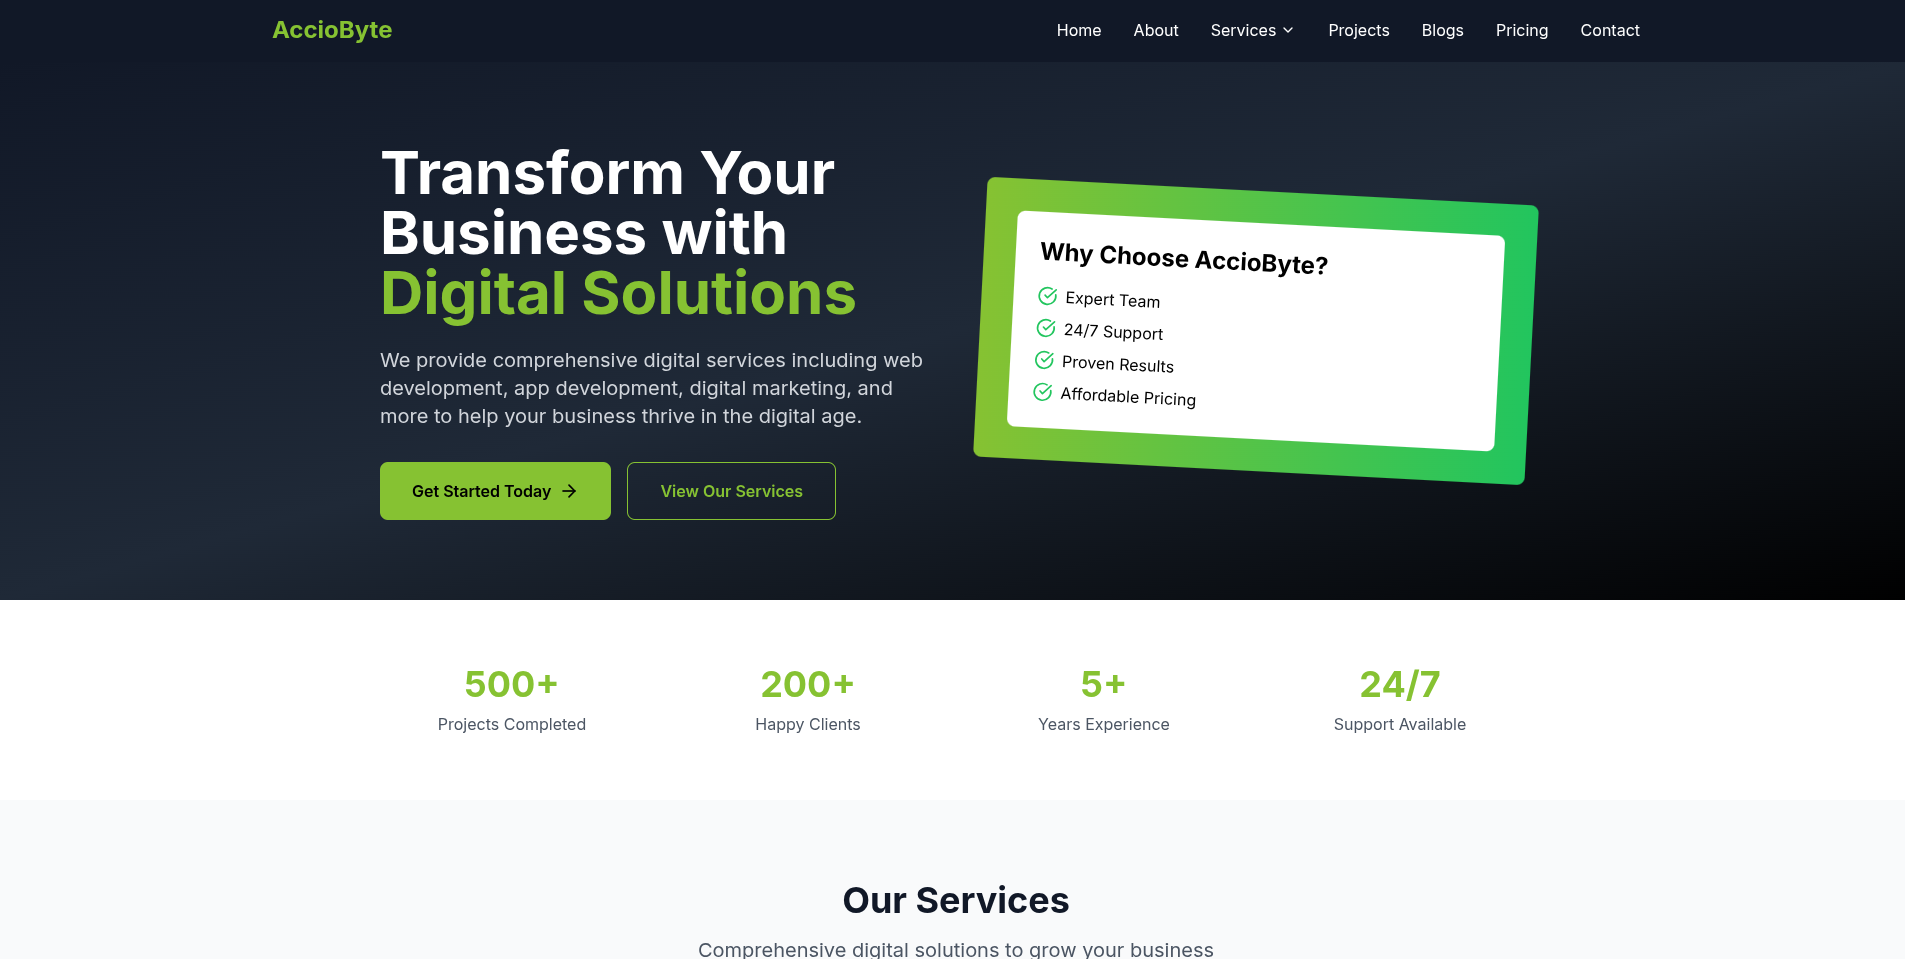 AccioByte
Home About Services Projects Blogs Pricing Contact
Transform Your
Business with
Digital Solutions
We provide comprehensive digital services including web
development, app development, digital marketing, and
more to help your business thrive in the digital age.
Get Started Today
View Our Services
Why Choose AccioByte?
Expert Team
24/7 Support
Proven Results
Affordable Pricing
500+
Projects Completed
200+
Happy Clients
5+
Years Experience
24/7
Support Available
Our Services
Comprehensive digital solutions to grow your business